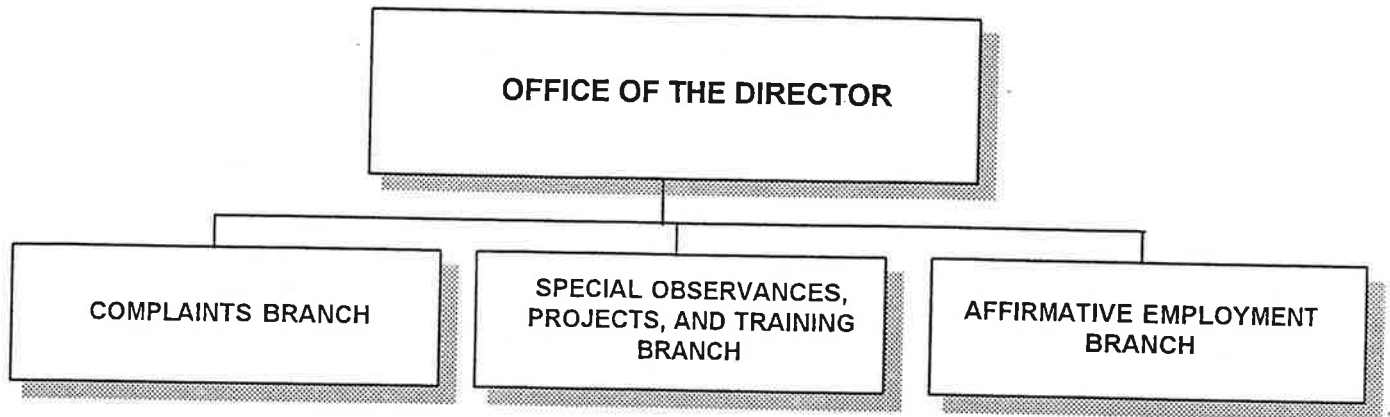 OFFICE OF THE DIRECTOR
COMPLAINTS BRANCH
SPECIAL OBSERVANCES,
PROJECTS, AND TRAINING
BRANCH
AFFIRMATIVE EMPLOYMENT
BRANCH